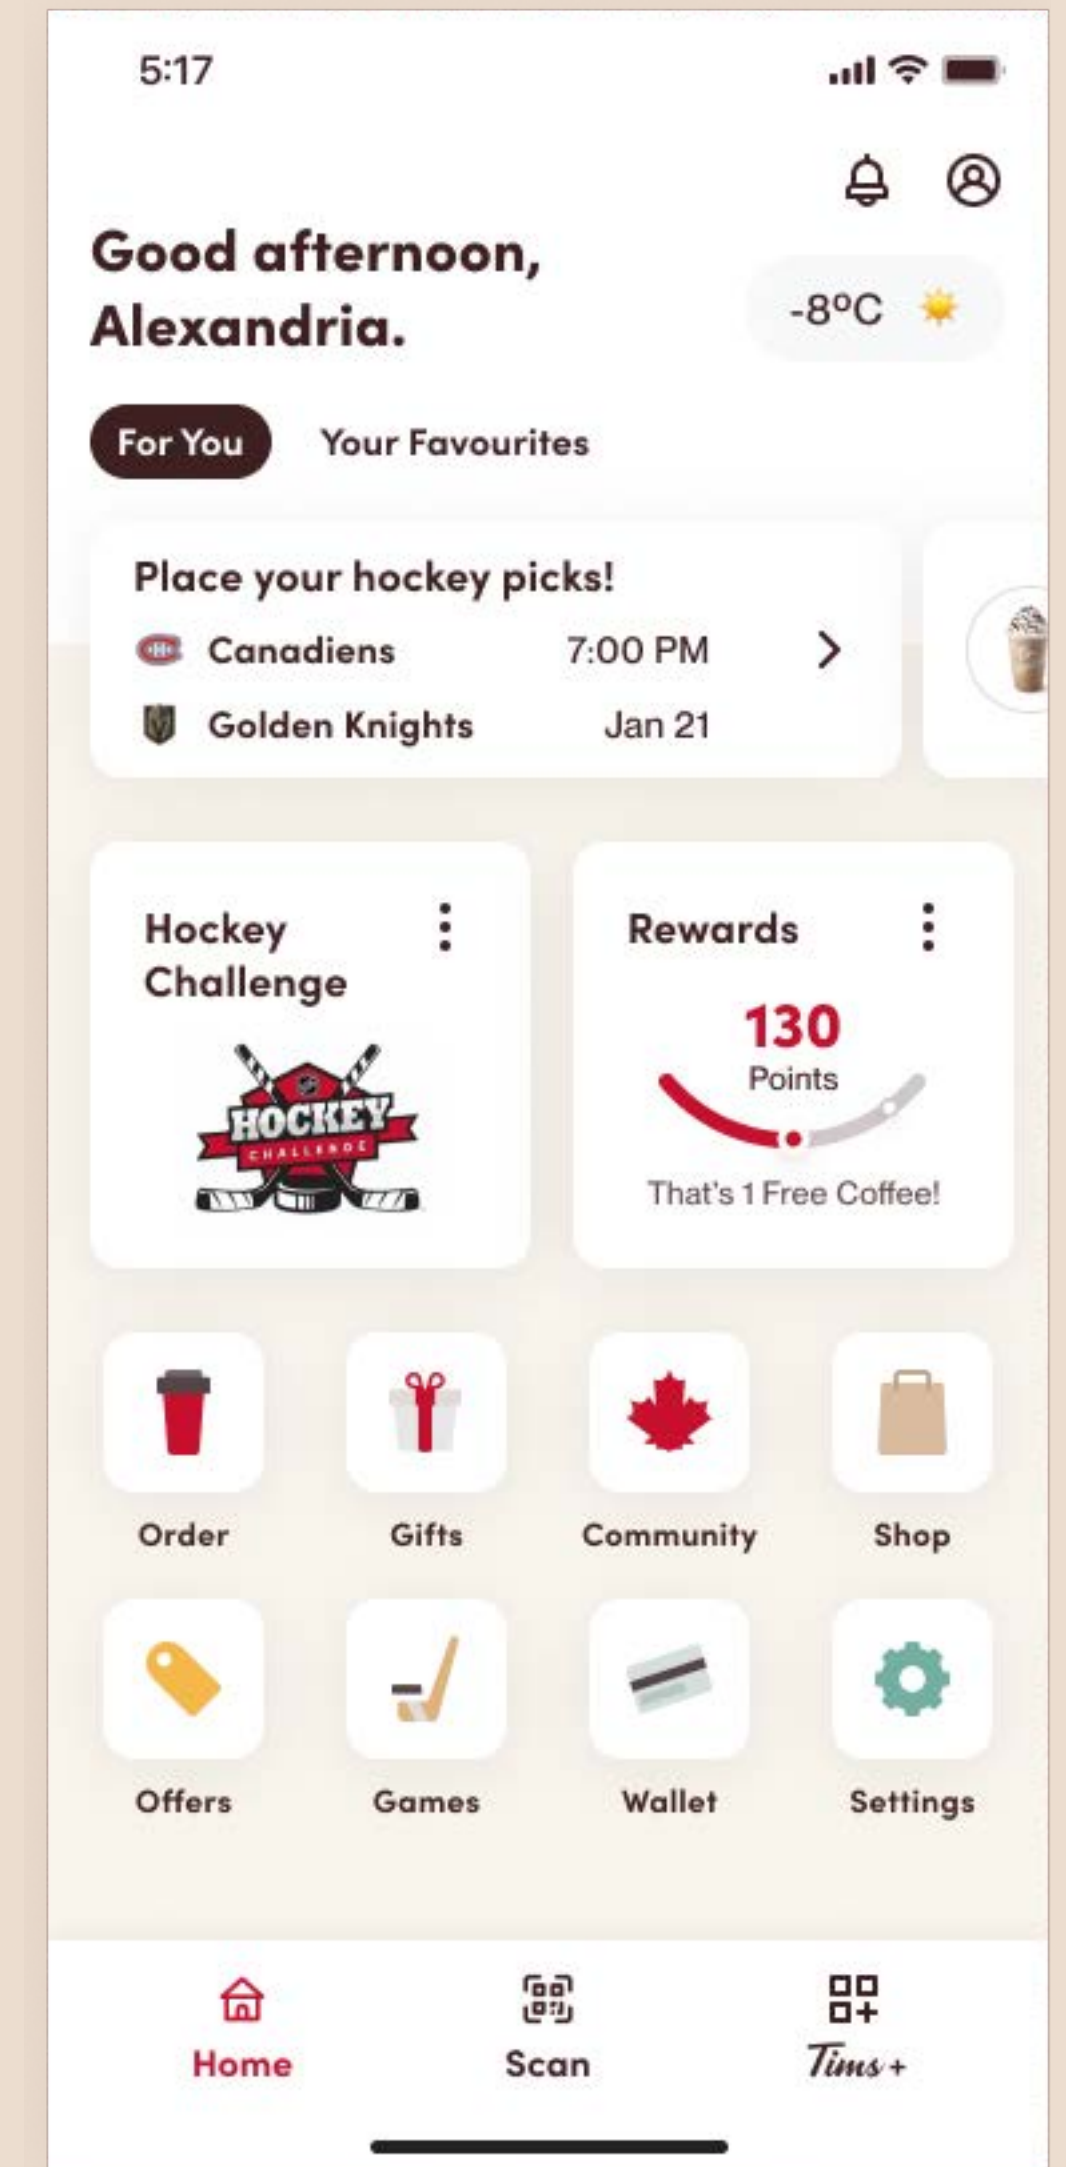 5:17
Good afternoon,
Alexandria.
-8°C
For You
Your Favourites
Place your hockey picks!
Canadiens 7:00 PM
Golden Knights Jan 21
Hockey
Challenge
HOCKEY
CHALLENGE
Rewards
130
Points
That's 1 Free Coffee!
Order
Gifts
Community
Shop
Offers
Games
Wallet
Settings
Home
Scan
Tims+